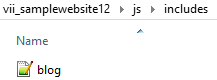 vii_samplewebsite12 ▸ js ▸ includes
Name
blog